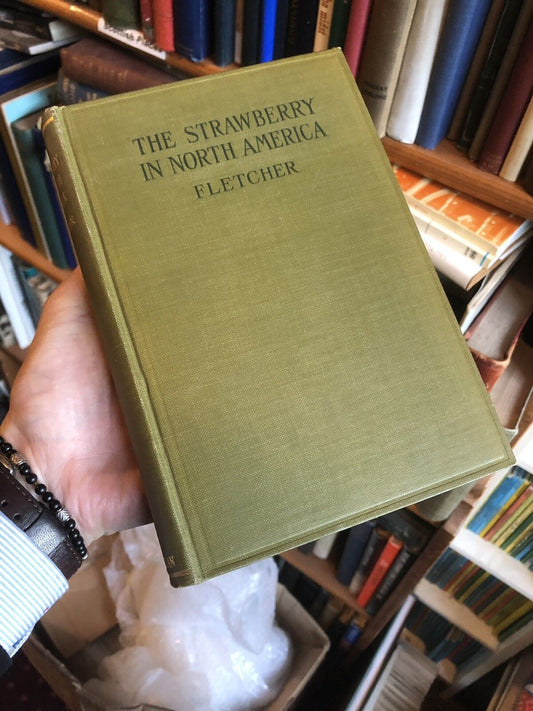 THE STRAWBERRY
IN NORTH AMERICA
FLETCHER